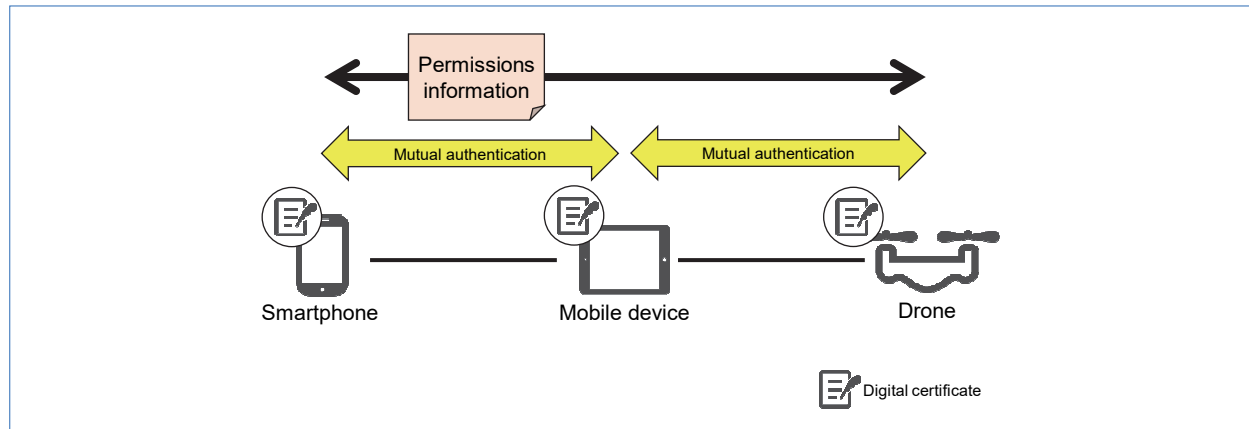 Permissions
information
Mutual authentication
Mutual authentication
Smartphone
Mobile device
Drone
Digital certificate